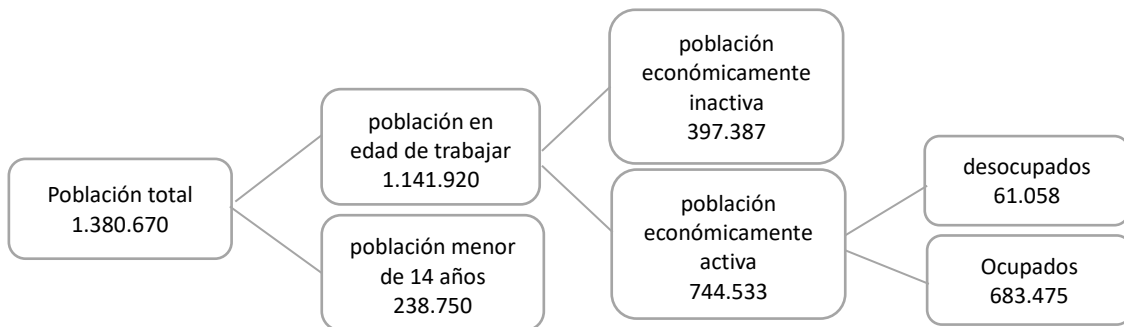 Población total
1.380.670
población en
edad de trabajar
1.141.920
población menor
de 14 años
238.750
población
económicamente
inactiva
397.387
población
económicamente
activa
744.533
desocupados
61.058
Ocupados
683.475